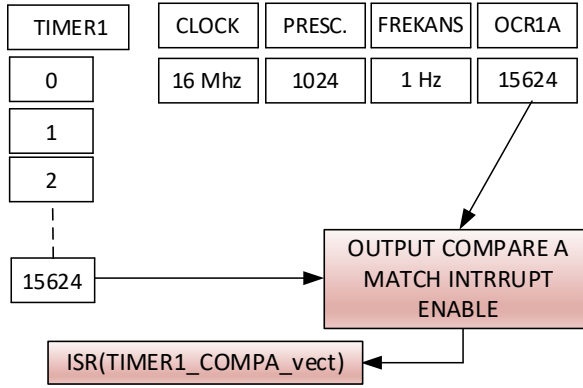 TIMER1
CLOCK PRESC. FREKANS OCR1A
0
16 Mhz 1024 1 Hz 15624
1
2
15624
OUTPUT COMPARE A
MATCH INTRRUPT
ENABLE
ISR(TIMER1_COMPA_vect)